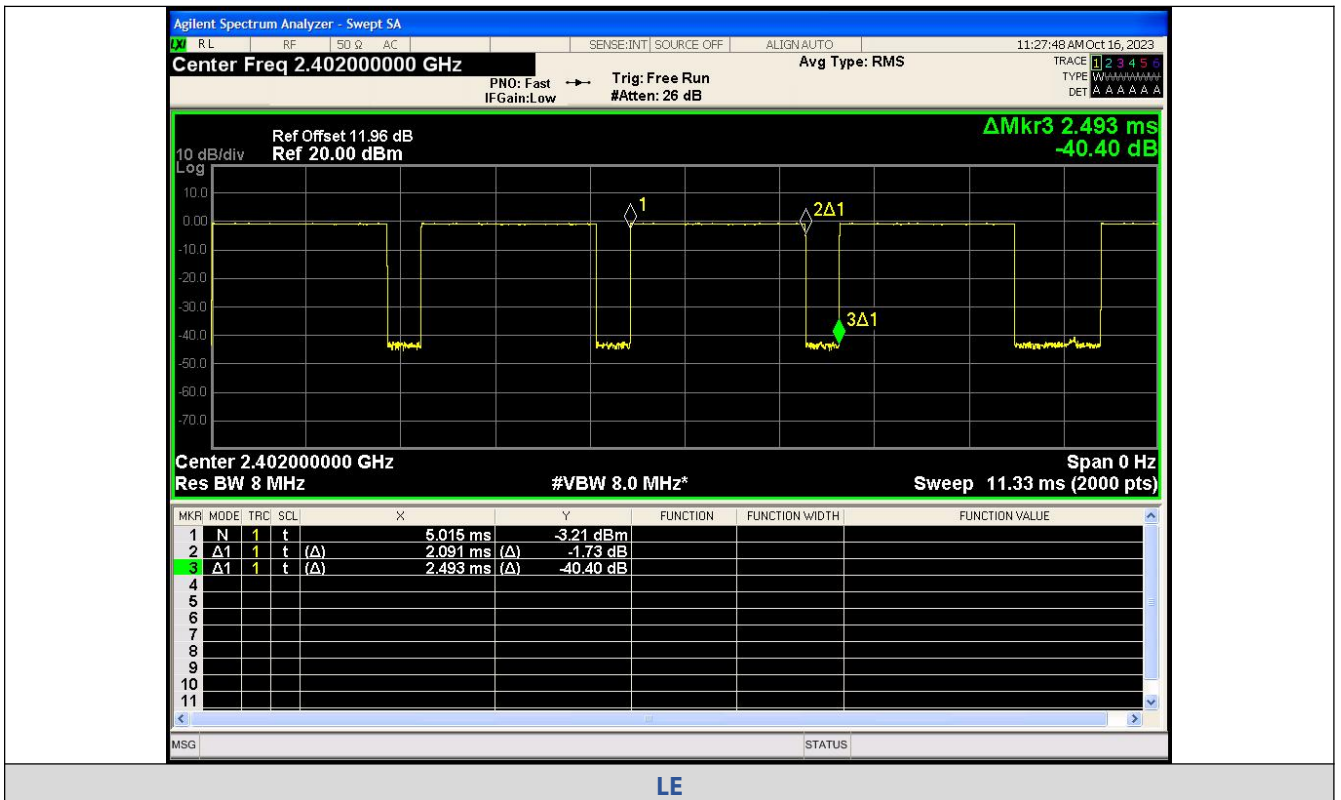 Agilent Spectrum Analyzer - Swept SA
LXI RL RF 50 Ω AC SENSE:INT SOURCE OFF ALIGNAUTO 11:27:48 AM Oct 16, 2023
Center Freq 2.402000000 GHz Avg Type: RMS TRACE 1 2 3 4 5 6
PNO: Fast Trig: Free Run TYPE
IFGain:Low #Atten: 26 dB DET A A A A A A
ΔMkr3 2.493 ms
-40.40 dB
Ref Offset 11.96 dB
10 dB/div Ref 20.00 dBm
Log
10.0
0.00
-10.0
-20.0
-30.0
-40.0
-50.0
-60.0
-70.0
1
2Δ1
3Δ1
Center 2.402000000 GHz Span 0 Hz
Res BW 8 MHz #VBW 8.0 MHz* Sweep 11.33 ms (2000 pts)
MKR MODE TRC SCL X Y FUNCTION FUNCTION WIDTH FUNCTION VALUE
1 N 1 t 5.015 ms -3.21 dBm
2 Δ1 1 t (Δ) 2.091 ms (Δ) -1.73 dB
3 Δ1 1 t (Δ) 2.493 ms (Δ) -40.40 dB
4
5
6
7
8
9
10
11
MSG STATUS
LE